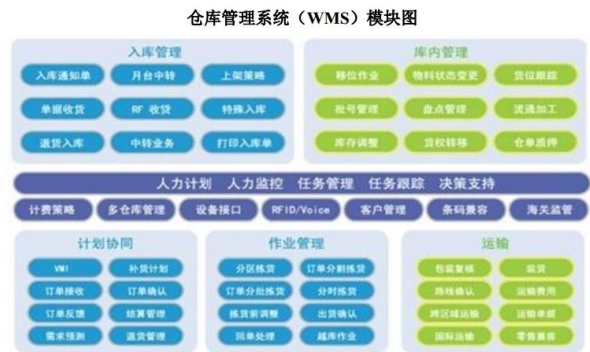 仓库管理系统（WMS）模块图
入库管理
入库通知单 月台中转 上架策略
单据收货 RF 收货 特殊入库
退货入库 中转业务 打印入库单
库内管理
移位作业 物料状态变更 货位跟踪
批号管理 盘点管理 流通加工
库存调整 货权转移 仓单质押
人力计划 人力监控 任务管理 任务跟踪 决策支持
计费策略 多仓库管理 设备接口 RFID/Voice 客户管理 条码兼容 海关监管
计划协同
VMI 补货计划
订单接收 订单确认
订单反馈 结算管理
需求预测 退货管理
作业管理
分区拣货 订单分割拣货
订单分批拣货 分时拣货
拣货前调整 出货确认
回单处理 越库作业
运输
包装复核 装货
路线确认 运输费用
跨区域运输 运输单据
国际运输 零售兼容